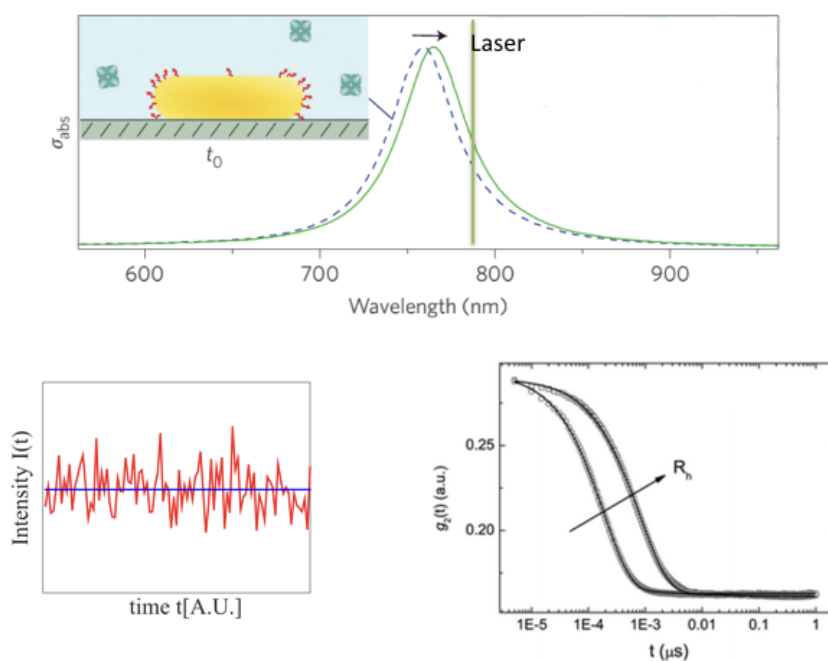 Laser
t0
σabs
600
700
800
900
Wavelength (nm)
Intensity I(t)
time t[A.U.]
g2(t) (a.u.)
0.25
0.20
Rh
1E-5
1E-4
1E-3
0.01
0.1
1
t (μs)